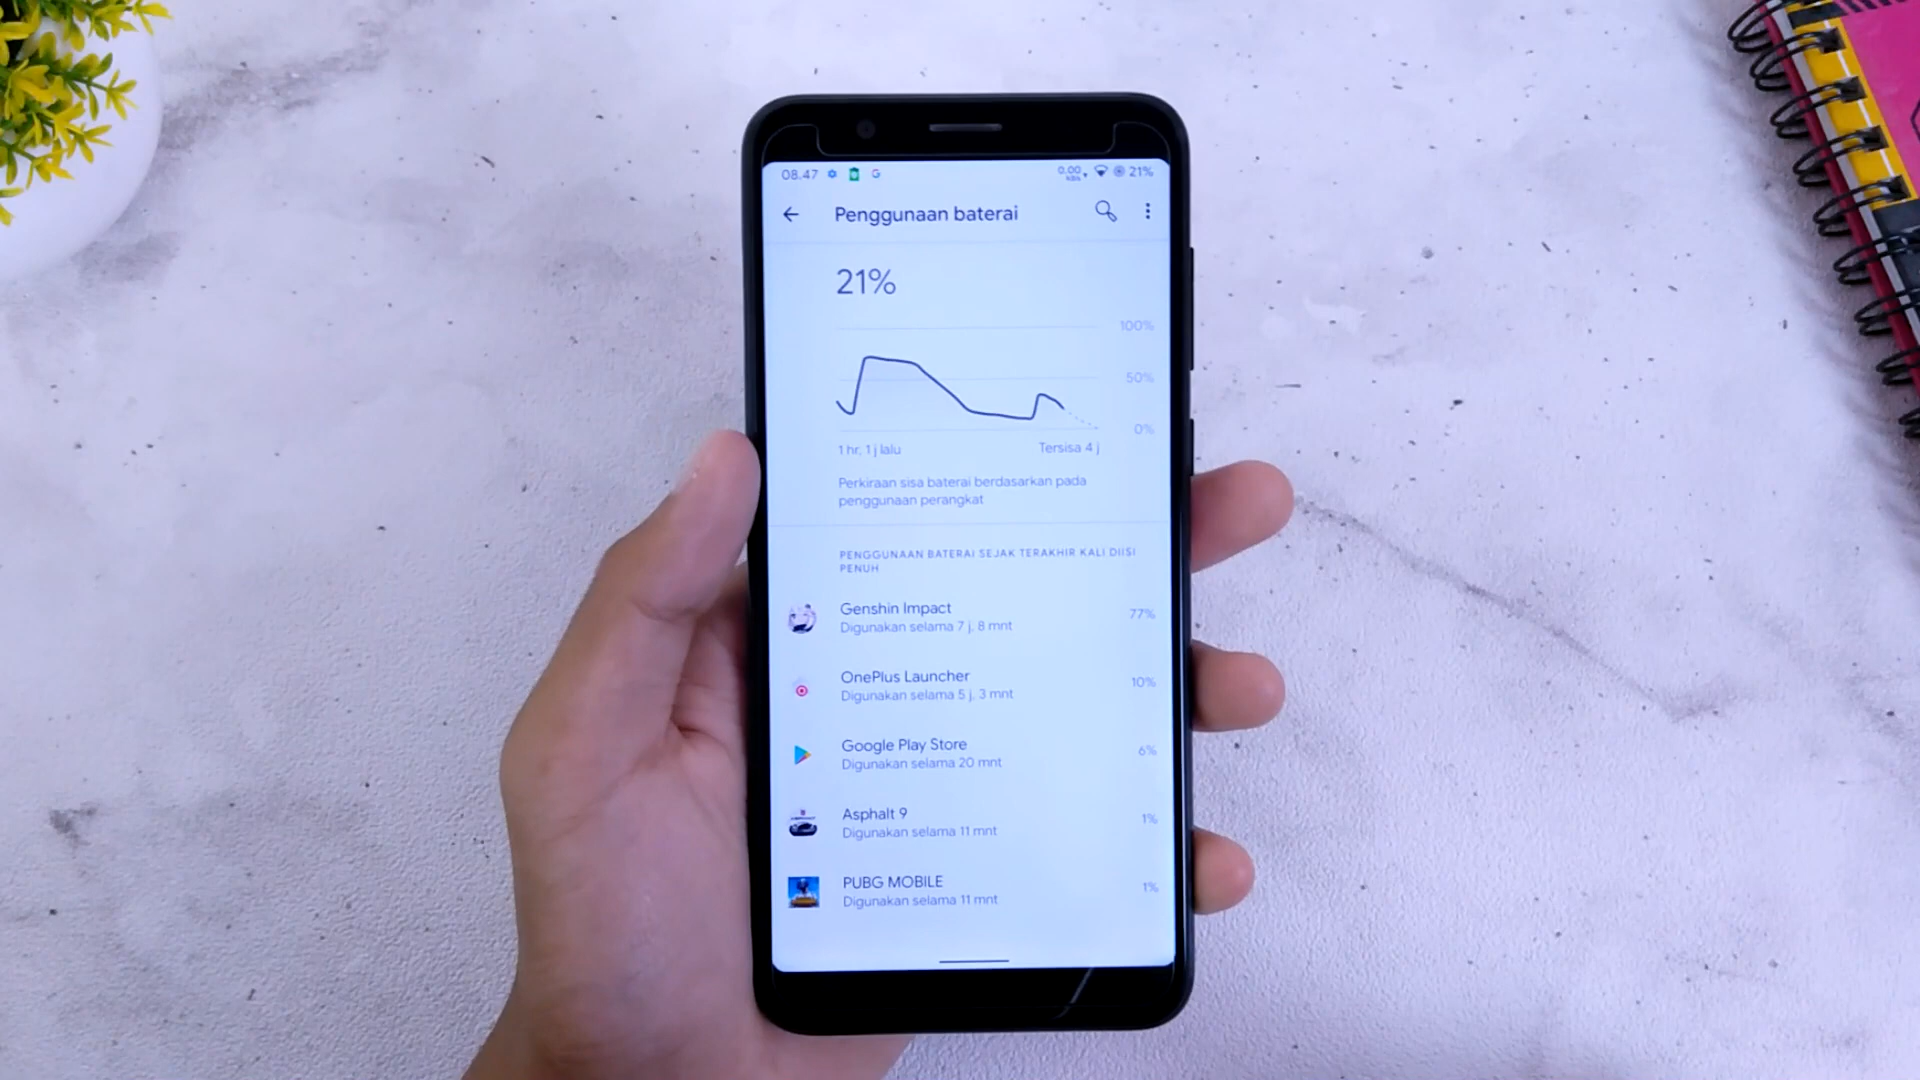 08.47 G 0.00 KB/s 21%
Penggunaan baterai
21%
100%
50%
0%
1 hr, 1 j lalu Tersisa 4 j
Perkiraan sisa baterai berdasarkan pada
penggunaan perangkat
PENGGUNAAN BATERAI SEJAK TERAKHIR KALI DIISI
PENUH
Genshin Impact 77%
Digunakan selama 7 j, 8 mnt
OnePlus Launcher 10%
Digunakan selama 5 j, 3 mnt
Google Play Store 6%
Digunakan selama 20 mnt
Asphalt 9 1%
Digunakan selama 11 mnt
PUBG MOBILE 1%
Digunakan selama 11 mnt